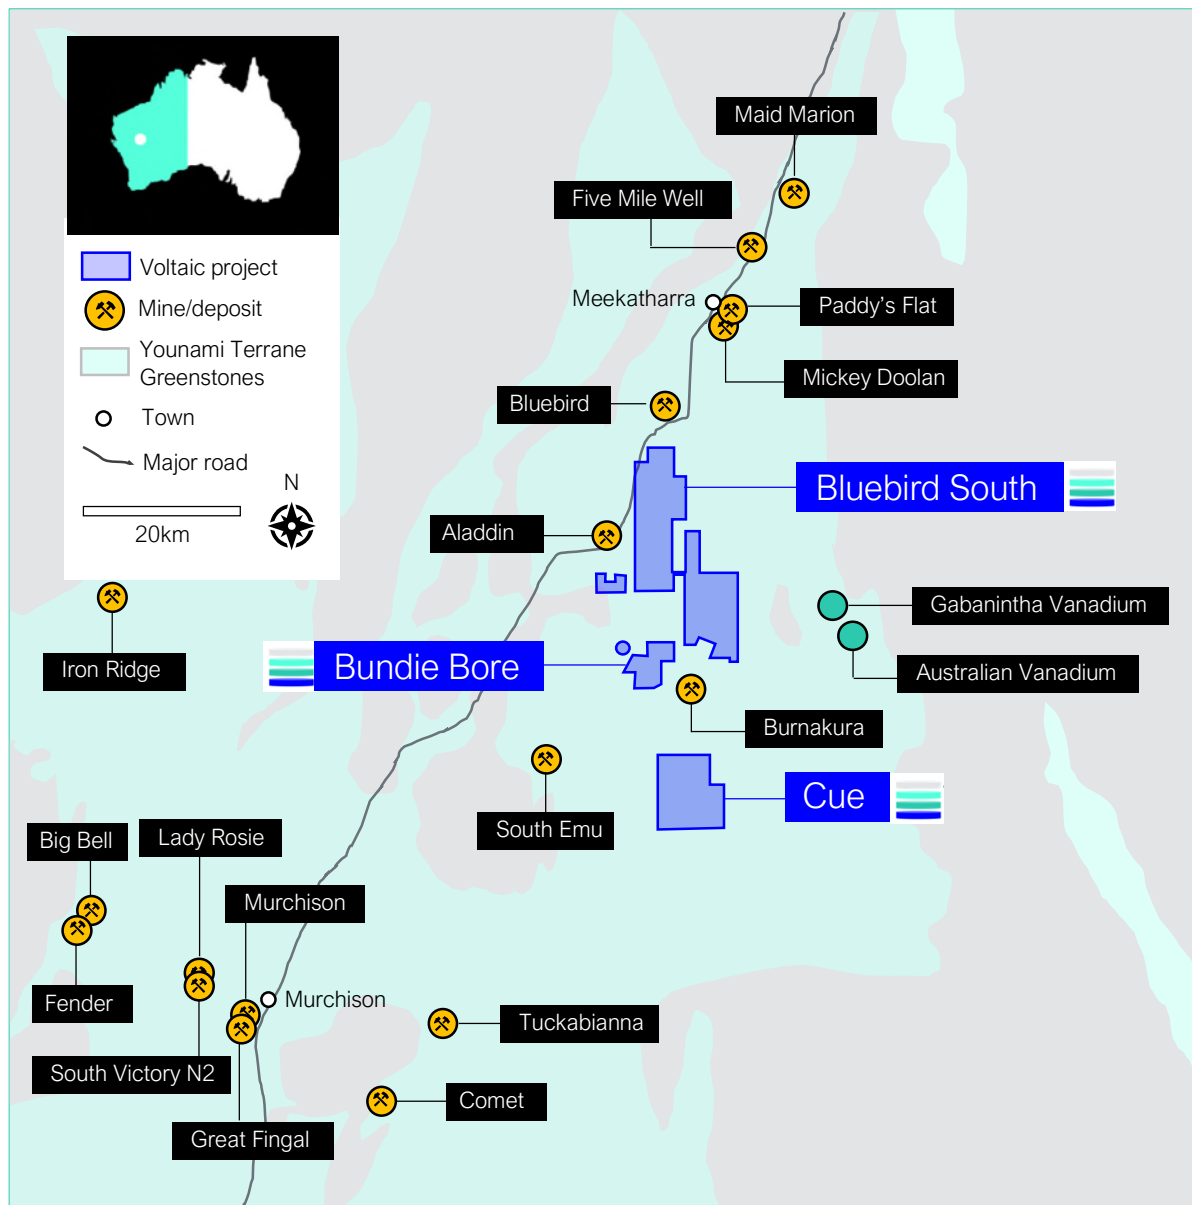 Maid Marion
Five Mile Well
Voltaic project
Meekatharra
Paddy's Flat
Mine/deposit
Younami Terrane
Greenstones
Mickey Doolan
Bluebird
Town
Major road
N
20km
Bluebird South
Aladdin
Gabanintha Vanadium
Iron Ridge
Bundie Bore
Australian Vanadium
Burnakura
Cue
South Emu
Big Bell
Lady Rosie
Murchison
Fender
Murchison
Tuckabianna
South Victory N2
Comet
Great Fingal